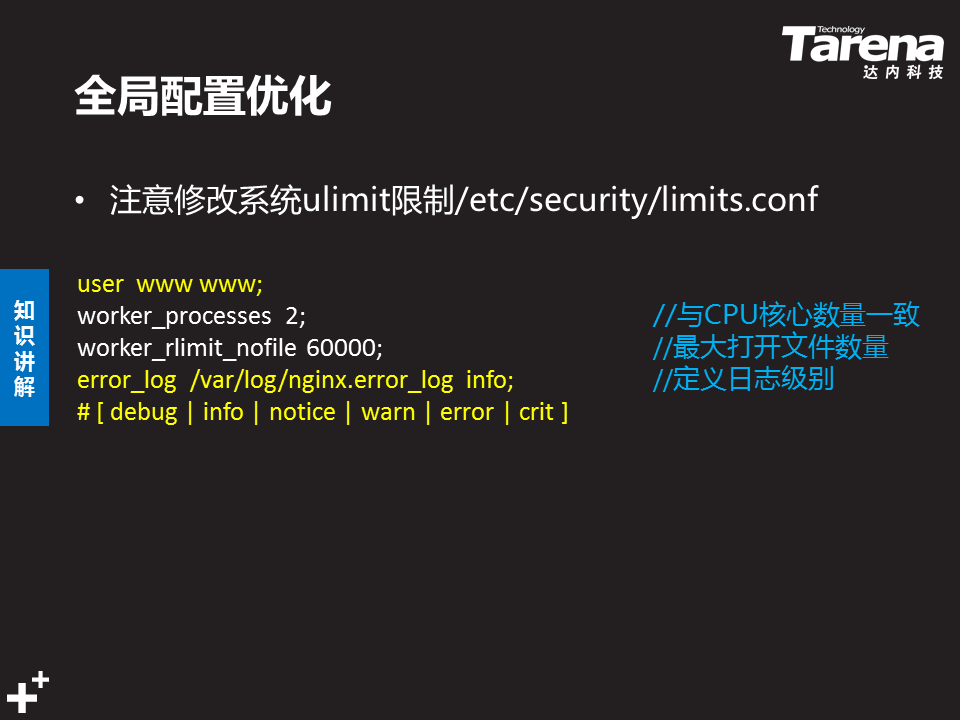 Technology
Tarena
达内科技
全局配置优化
• 注意修改系统ulimit限制/etc/security/limits.conf
知识讲解
user www www;
worker_processes 2; //与CPU核心数量一致
worker_rlimit_nofile 60000; //最大打开文件数量
error_log /var/log/nginx.error_log info; //定义日志级别
# [ debug | info | notice | warn | error | crit ]